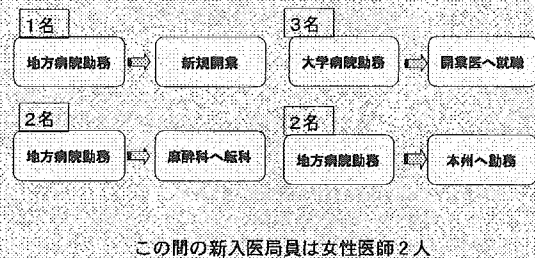 1名 3名
地方病院勤務 新規開業 大学病院勤務 開業医へ就職
2名 2名
地方病院勤務 麻酔科へ転科 地方病院勤務 本州へ勤務
この間の新入医局員は女性医師2人